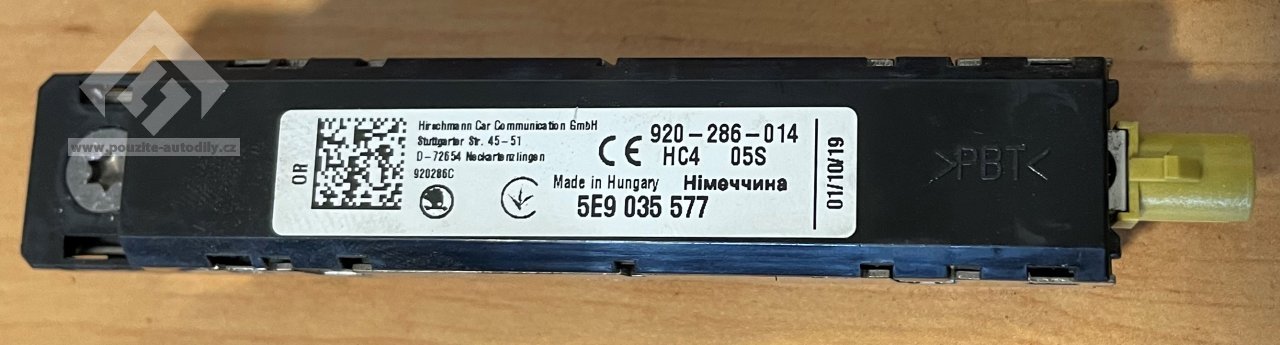 www.pouzite-autodily.cz
OR
Hirschmann Car Communication GmbH
Stuttgarter Str. 45-51
D-72654 Neckartenzlingen
920286C
CE
920-286-014
HC4 05S
Made in Hungary Німеччина
5E9 035 577
01/10/19
>PBT<